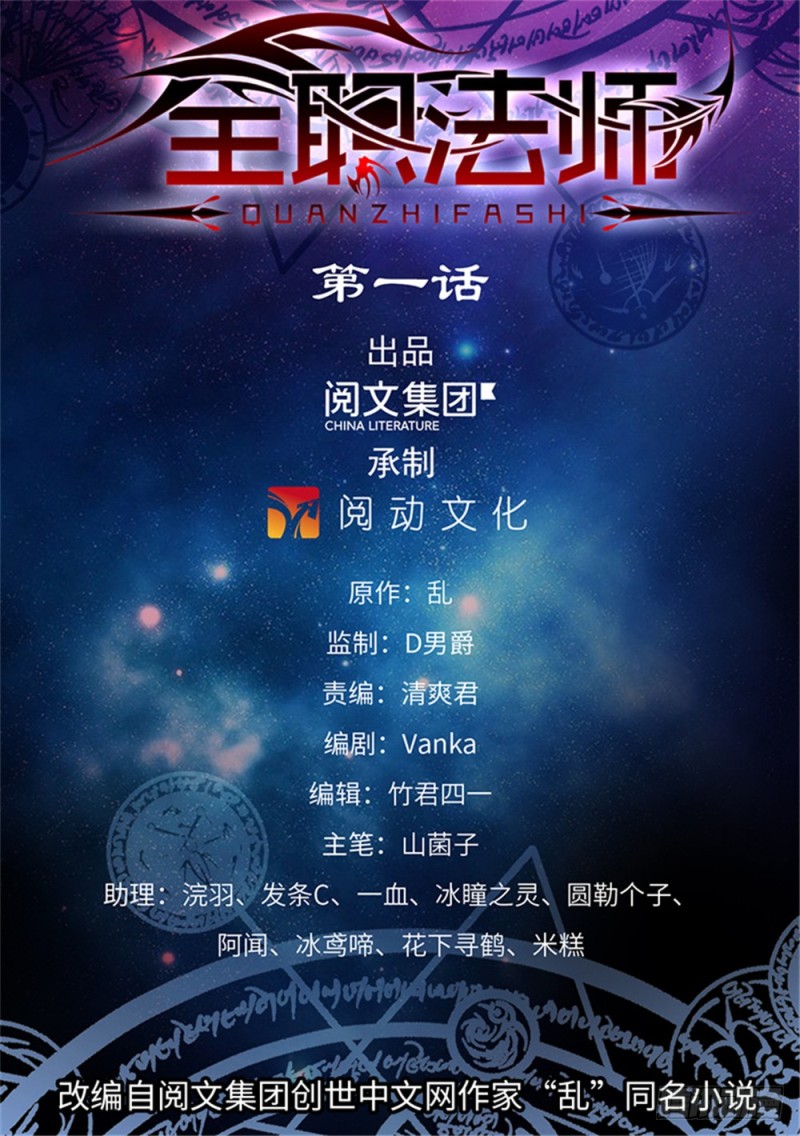 全职法师
QUANZHIFASHI
第一话
出品
阅文集团
CHINA LITERATURE
承制
阅动文化
原作：乱
监制：D男爵
责编：清爽君
编剧：Vanka
编辑：竹君四一
主笔：山菌子
助理：浣羽、发条C、一血、冰瞳之灵、圆勒个子、
阿闻、冰鸢啼、花下寻鹤、米糕
改编自阅文集团创世中文网作家“乱”同名小说